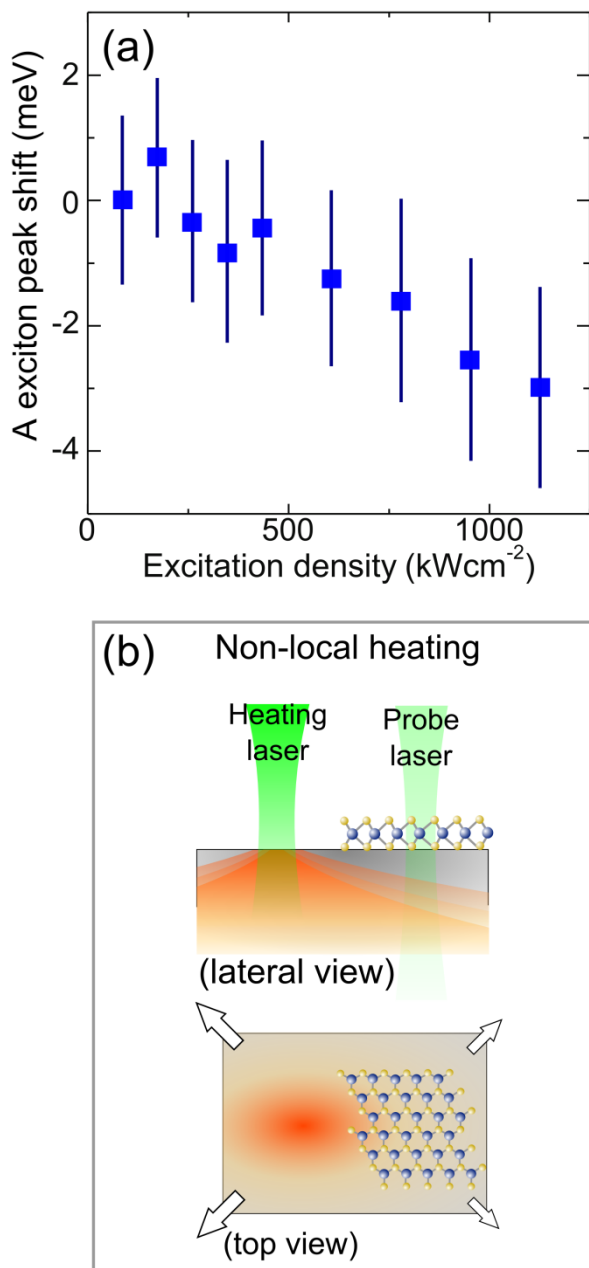 (a)
A exciton peak shift (meV)
2
0
-2
-4
0
500
1000
Excitation density (kWcm⁻²)
(b)
Non-local heating
Heating
laser
Probe
laser
(lateral view)
(top view)